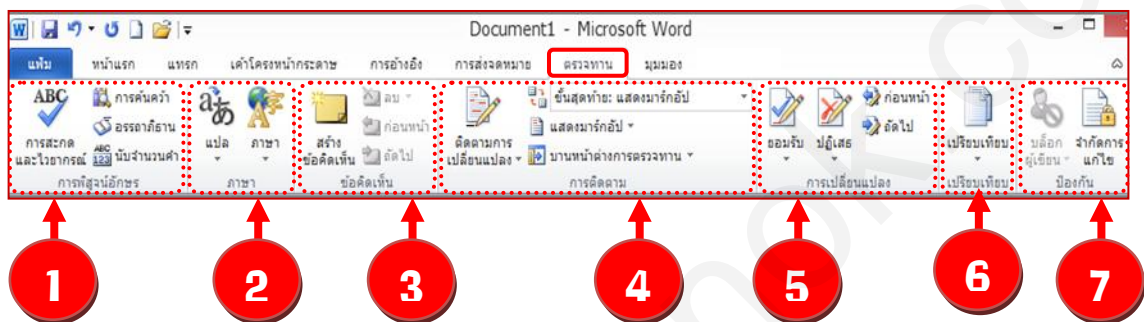 Document1 - Microsoft Word
แฟ้ม หน้าแรก แทรก เค้าโครงหน้ากระดาษ การอ้างอิง การส่งจดหมาย ตรวจทาน มุมมอง
ABC การค้นคว้า
อรรถาภิธาน
การสะกด
และไวยากรณ์
ABC 123 นับจำนวนคำ
การพิสูจน์อักษร
แปล ภาษา
ภาษา
สร้าง
ข้อคิดเห็น
ลบ
ก่อนหน้า
ถัดไป
ข้อคิดเห็น
ติดตามการ
เปลี่ยนแปลง
ขั้นสุดท้าย: แสดงมาร์กอัป
แสดงมาร์กอัป
บานหน้าต่างการตรวจทาน
การติดตาม
ยอมรับ ปฏิเสธ
ก่อนหน้า
ถัดไป
การเปลี่ยนแปลง
เปรียบเทียบ
เปรียบเทียบ
บล็อก
ผู้เขียน
จำกัดการ
แก้ไข
ป้องกัน
1 2 3 4 5 6 7